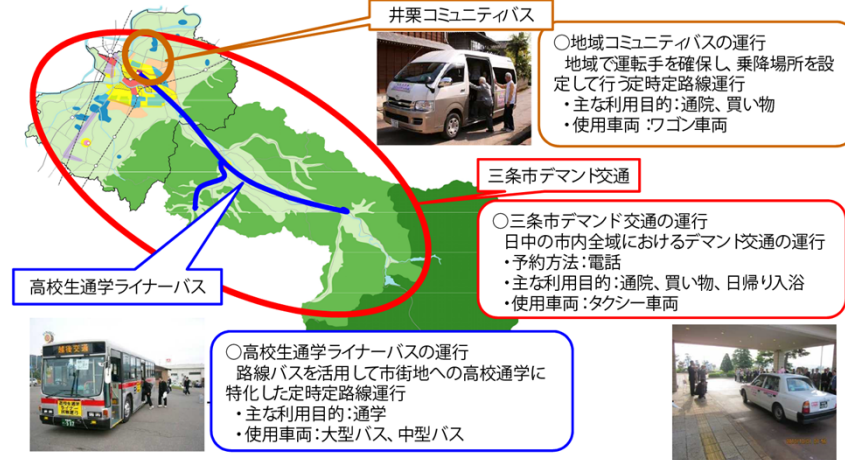 井栗コミュニティバス
○地域コミュニティバスの運行
地域で運転手を確保し、乗降場所を設
定して行う定時定路線運行
・主な利用目的:通院、買い物
・使用車両:ワゴン車両
三条市デマンド交通
○三条市デマンド交通の運行
日中の市内全域におけるデマンド交通の運行
・予約方法:電話
・主な利用目的:通院、買い物、日帰り入浴
・使用車両:タクシー車両
高校生通学ライナーバス
○高校生通学ライナーバスの運行
路線バスを活用して市街地への高校通学に
特化した定時定路線運行
・主な利用目的:通学
・使用車両:大型バス、中型バス
越後交通